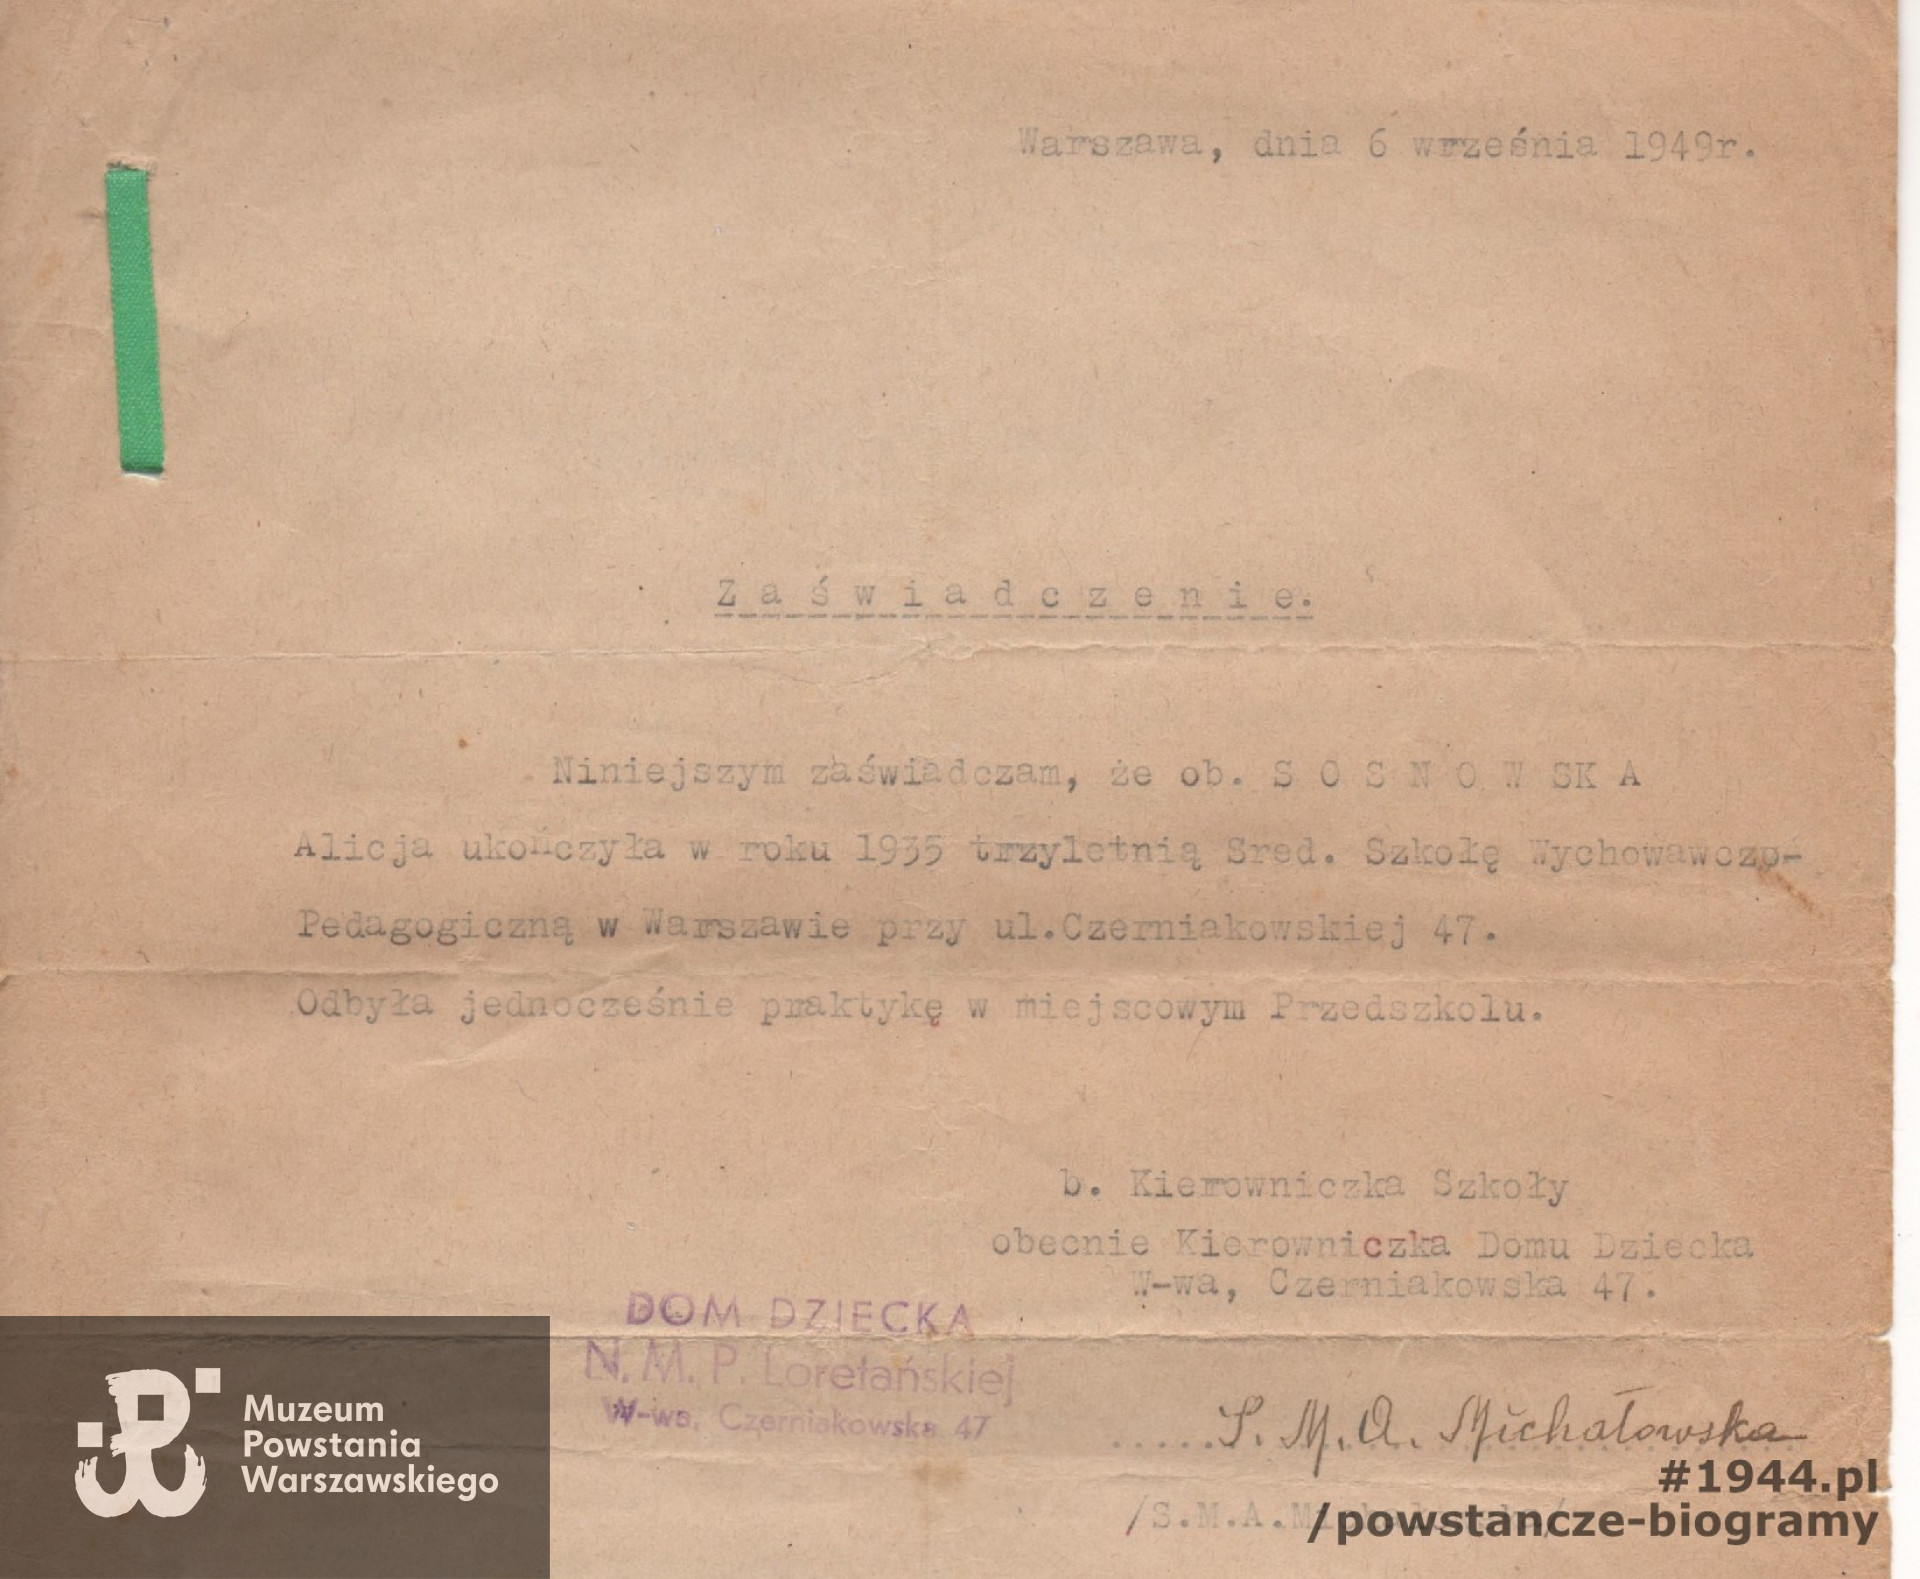 Warszawa, dnia 6 września 1949r.
Zaświadczenie.
Niniejszym zaświadczam, że ob. S O S N O W SK A
Alicja ukończyła w roku 1935 trzyletnią Sred. Szkołę Wychowawczo-
Pedagogiczną w Warszawie przy ul.Czerniakowskiej 47.
Odbyła jednocześnie praktykę w miejscowym Przedszkolu.
b. Kierowniczka Szkoły
obecnie Kierowniczka Domu Dziecka
W-wa, Czerniakowska 47.
DOM DZIECKA
N. M. P. Loretańskiej
W-wa, Czerniakowska 47
.....S. M. A. Michałowska
/S.M.A.
Muzeum
Powstania
Warszawskiego
#1944.pl
/powstancze-biogramy